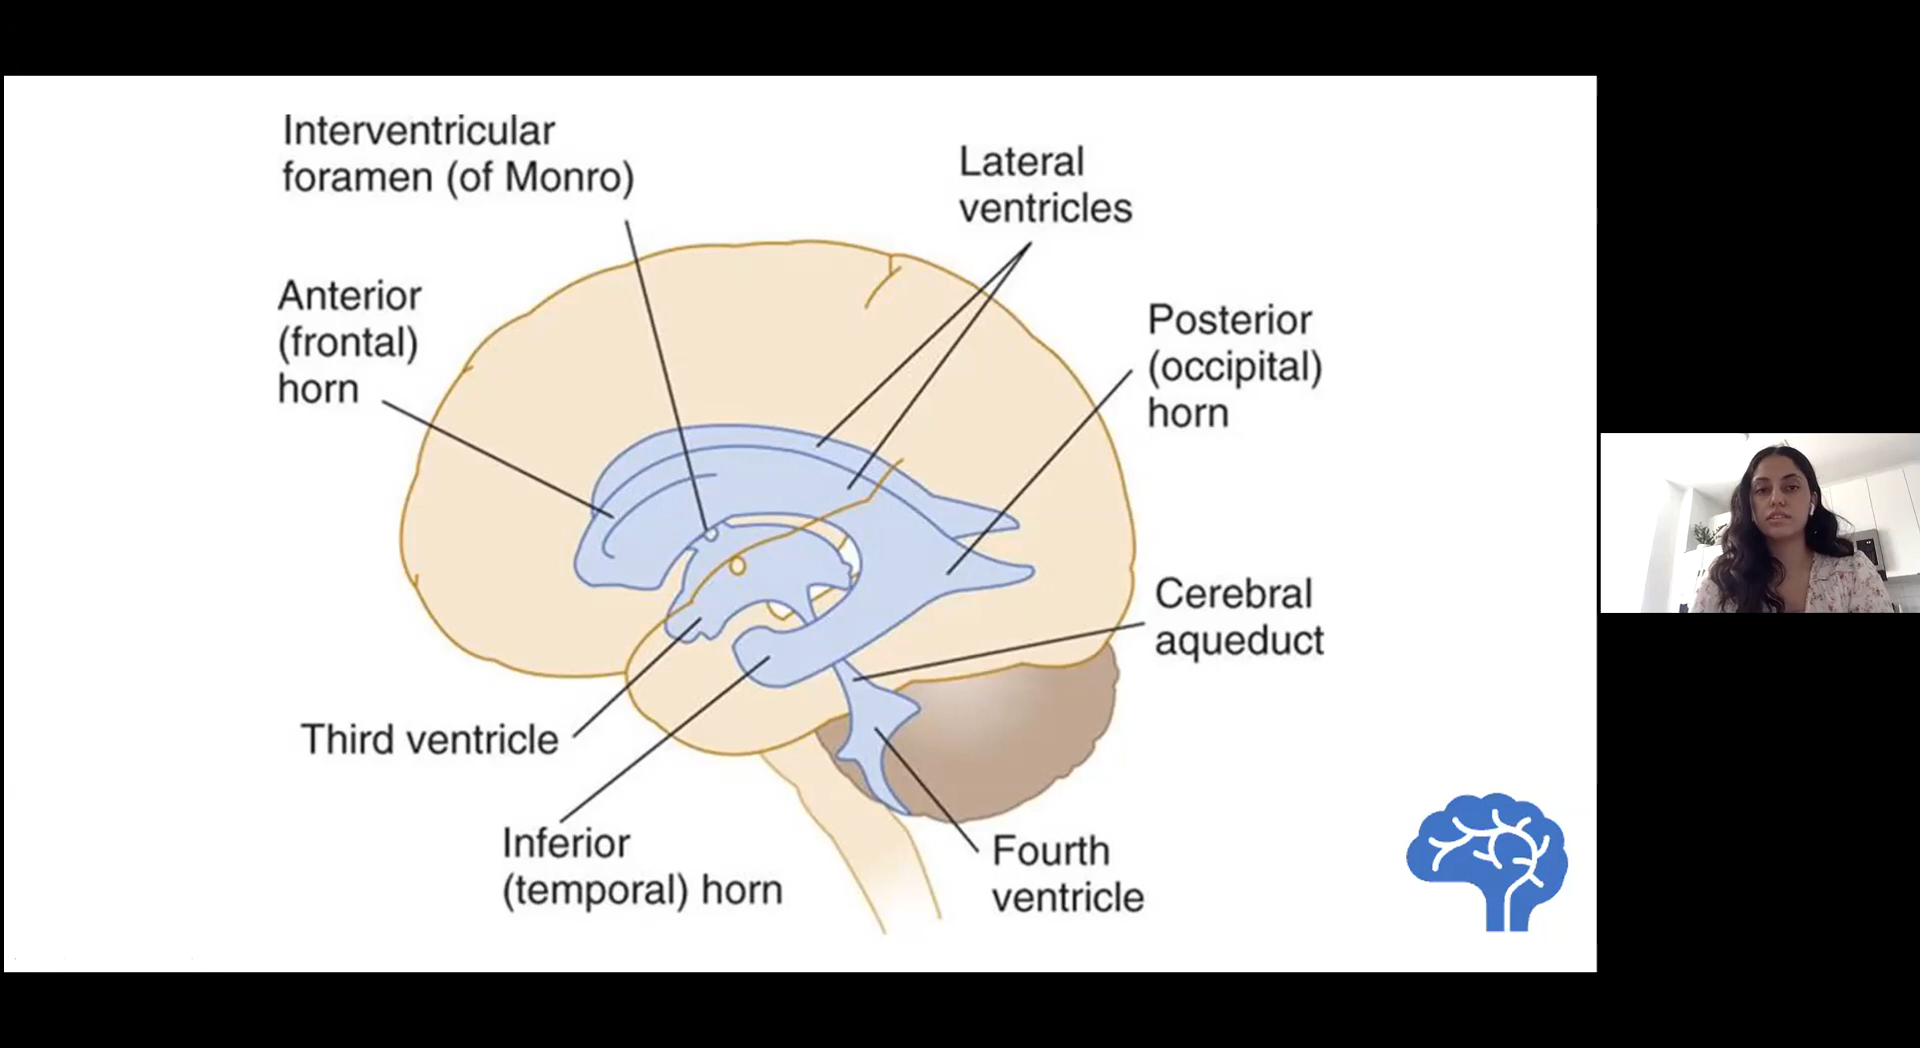 Interventricular
foramen (of Monro)
Lateral
ventricles
Anterior
(frontal)
horn
Posterior
(occipital)
horn
Cerebral
aqueduct
Third ventricle
Inferior
(temporal) horn
Fourth
ventricle